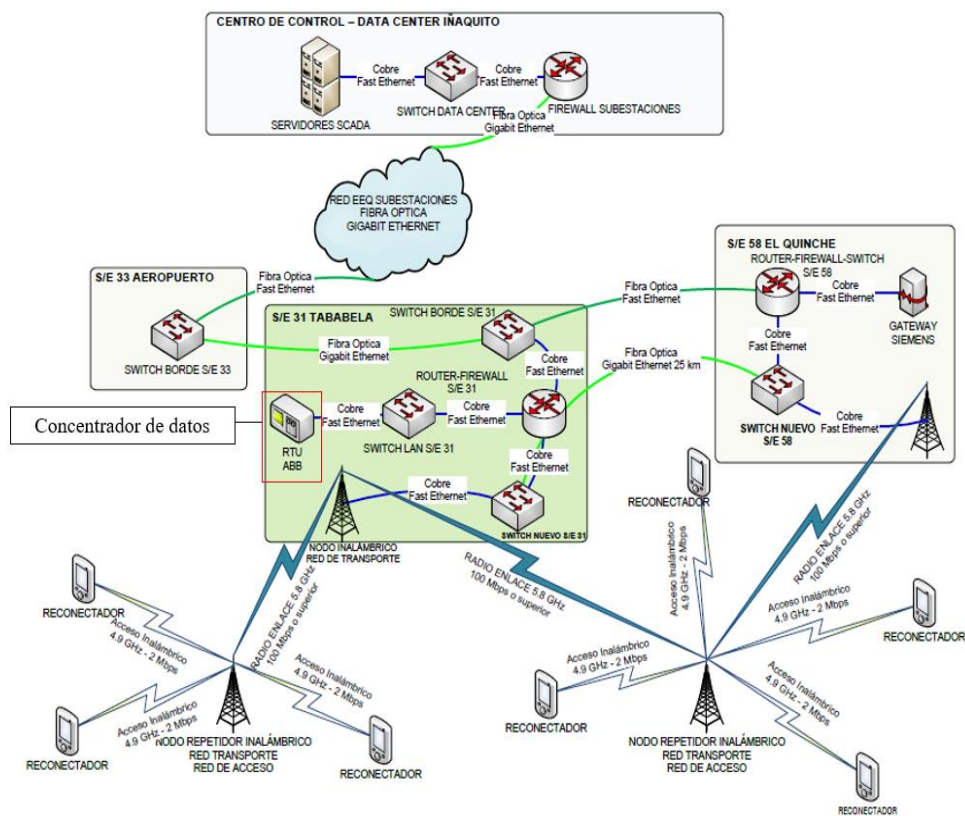 CENTRO DE CONTROL – DATA CENTER IÑAQUITO
Cobre
Fast Ethernet
Cobre
Fast Ethernet
SERVIDORES SCADA
SWITCH DATA CENTER
FIREWALL SUBESTACIONES
Fibra Optica
Gigabit Ethernet
RED EEQ SUBESTACIONES
FIBRA OPTICA
GIGABIT ETHERNET
S/E 33 AEROPUERTO
Fibra Optica
Fast Ethernet
SWITCH BORDE S/E 33
Fibra Optica
Gigabit Ethernet
S/E 31 TABABELA
SWITCH BORDE S/E 31
Cobre
Fast Ethernet
ROUTER-FIREWALL
S/E 31
Cobre
Fast Ethernet
Cobre
Fast Ethernet
RTU
ABB
SWITCH LAN S/E 31
Cobre
Fast Ethernet
Cobre
Fast Ethernet
SWITCH NUEVO S/E 31
NODO INALÁMBRICO
RED DE TRANSPORTE
Concentrador de datos
Fibra Optica
Fast Ethernet
Fibra Optica
Gigabit Ethernet 25 km
S/E 58 EL QUINCHE
ROUTER-FIREWALL-SWITCH
S/E 58
Cobre
Fast Ethernet
GATEWAY
SIEMENS
Cobre
Fast Ethernet
SWITCH NUEVO
S/E 58
Cobre
Fast Ethernet
RADIO ENLACE 5.8 GHz
100 Mbps o superior
RADIO ENLACE 5.8 GHz
100 Mbps o superior
RADIO ENLACE 5.8 GHz
100 Mbps o superior
RECONECTADOR
Acceso Inalámbrico
4.9 GHz - 2 Mbps
RECONECTADOR
Acceso Inalámbrico
4.9 GHz - 2 Mbps
RECONECTADOR
Acceso Inalámbrico
4.9 GHz - 2 Mbps
NODO REPETIDOR INALÁMBRICO
RED TRANSPORTE
RED DE ACCESO
RECONECTADOR
Acceso Inalámbrico
4.9 GHz - 2 Mbps
RECONECTADOR
Acceso Inalámbrico
4.9 GHz - 2 Mbps
RECONECTADOR
Acceso Inalámbrico
4.9 GHz - 2 Mbps
RECONECTADOR
Acceso Inalámbrico
4.9 GHz - 2 Mbps
RECONECTADOR
NODO REPETIDOR INALÁMBRICO
RED TRANSPORTE
RED DE ACCESO